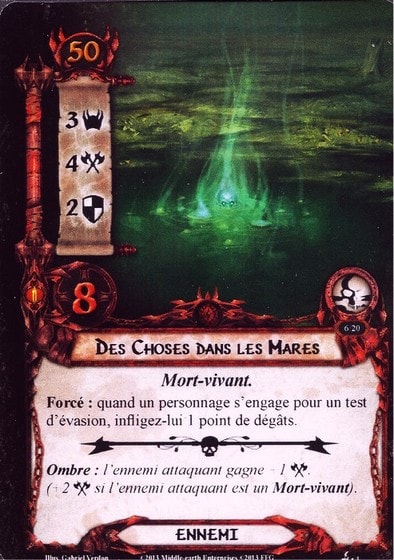 50
3
4
2
8
6/20
DES CHOSES DANS LES MARES
Mort-vivant.
Forcé : quand un personnage s'engage pour un test
d'évasion, infligez-lui 1 point de dégâts.
Ombre : l'ennemi attaquant gagne +1
(+2 si l'ennemi attaquant est un Mort-vivant).
ENNEMI
Illus. Gabriel Verdon
©2013 Middle-earth Enterprises ©2013 FFG